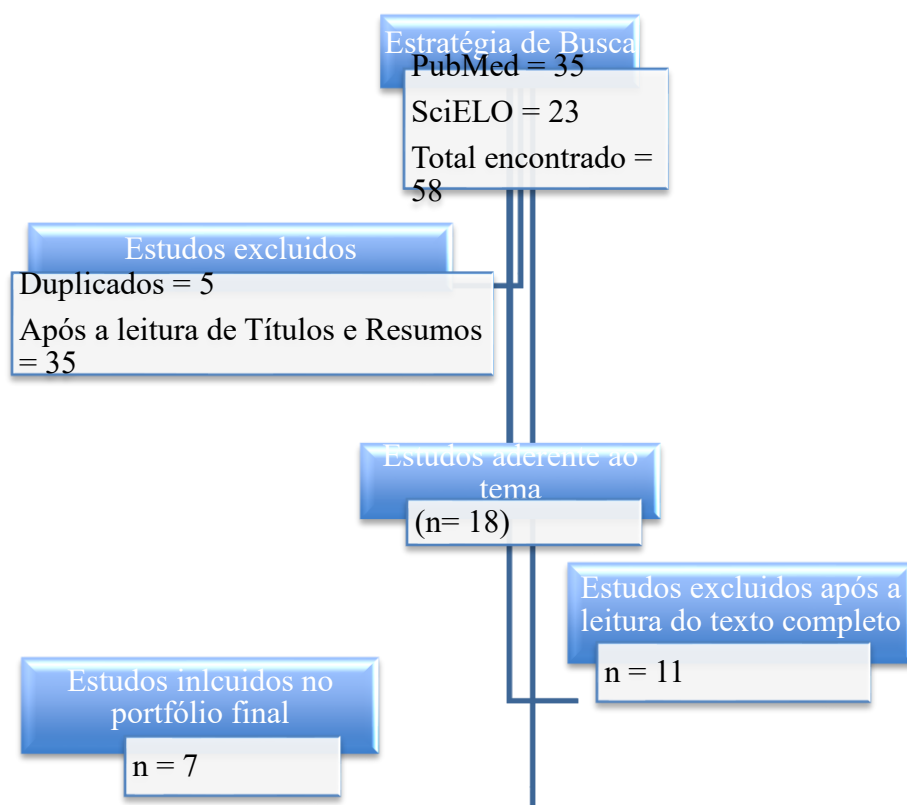 Estratégia de Busca
PubMed = 35
SciELO = 23
Total encontrado =
58
Estudos excluidos
Duplicados = 5
Após a leitura de Títulos e Resumos
= 35
Estudos aderente ao
tema
(n= 18)
Estudos excluidos após a
leitura do texto completo
n = 11
Estudos inlcuidos no
portfólio final
n = 7